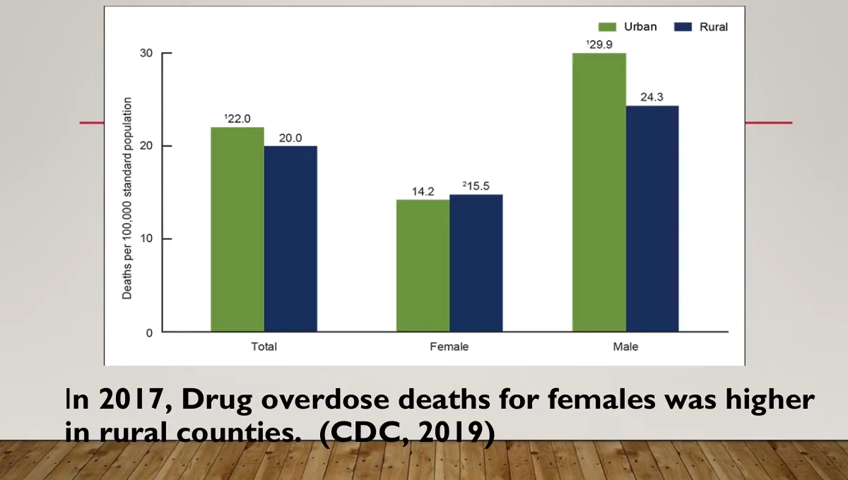 Urban Rural
Deaths per 100,000 standard population
30
20
10
0
¹22.0
20.0
14.2
²15.5
¹29.9
24.3
Total Female Male
In 2017, Drug overdose deaths for females was higher
in rural counties. (CDC, 2019)